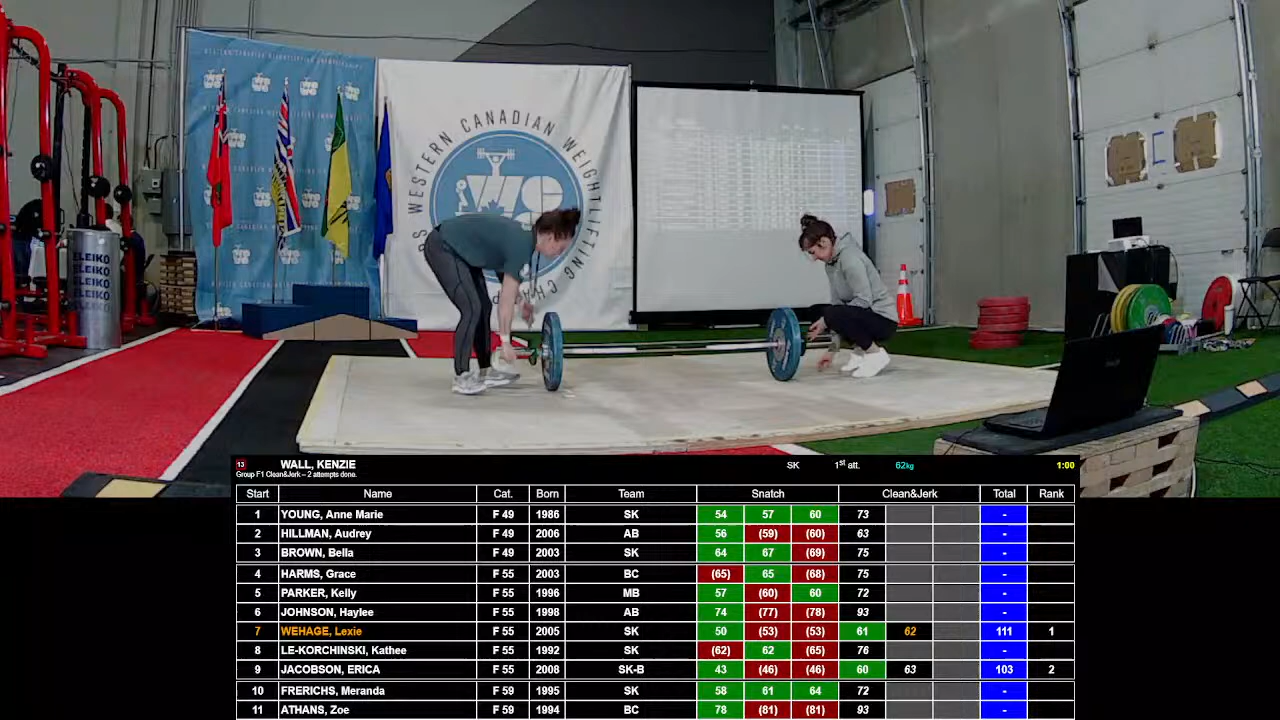 WESTERN CANADIAN WEIGHTLIFTING CHA
ELEIKO
ELEIKO
ELEIKO
ELEIKO
13 WALL, KENZIE SK 1st att. 62kg 1:00
Group F1 Clean&Jerk – 2 attempts done.
Start Name Cat. Born Team Snatch Clean&Jerk Total Rank
1 YOUNG, Anne Marie F 49 1986 SK 54 57 60 73 -
2 HILLMAN, Audrey F 49 2006 AB 56 (59) (60) 63 -
3 BROWN, Bella F 49 2003 SK 64 67 (69) 75 -
4 HARMS, Grace F 55 2003 BC (65) 65 (68) 75 -
5 PARKER, Kelly F 55 1996 MB 57 (60) 60 72 -
6 JOHNSON, Haylee F 55 1998 AB 74 (77) (78) 93 -
7 WEHAGE, Lexie F 55 2005 SK 50 (53) (53) 61 62 111 1
8 LE-KORCHINSKI, Kathee F 55 1992 SK (62) 62 (65) 76 -
9 JACOBSON, ERICA F 55 2008 SK-B 43 (46) (46) 60 63 103 2
10 FRERICHS, Meranda F 59 1995 SK 58 61 64 72 -
11 ATHANS, Zoe F 59 1994 BC 78 (81) (81) 93 -